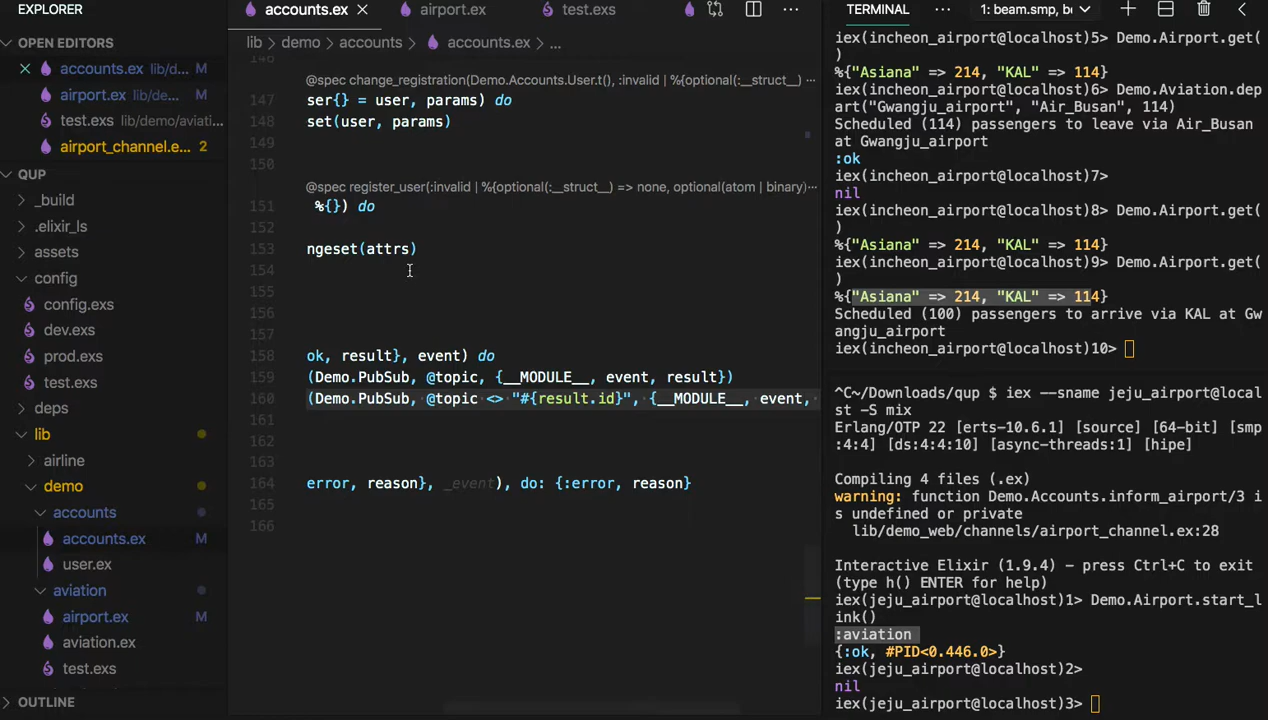 EXPLORER
OPEN EDITORS
accounts.ex lib/d... M
airport.ex lib/de... M
test.exs lib/demo/aviati...
airport_channel.e... 2
QUP
_build
.elixir_ls
assets
config
config.exs
dev.exs
prod.exs
test.exs
deps
lib
airline
demo
accounts
accounts.ex M
user.ex
aviation
airport.ex M
aviation.ex
test.exs
OUTLINE
accounts.ex
airport.ex
test.exs
lib > demo > accounts > accounts.ex > ...
146
@spec change_registration(Demo.Accounts.User.t(), :invalid | %{optional(:__struct__) ...
147 ser{} = user, params) do
148 set(user, params)
149
150
@spec register_user(:invalid | %{optional(:__struct__) => none, optional(atom | binary)...
151 %{}) do
152
153 ngeset(attrs)
154
155
156
157
158 ok, result}, event) do
159 (Demo.PubSub, @topic, {__MODULE__, event, result})
160 (Demo.PubSub, @topic <> "#{result.id}", {__MODULE__, event,
161
162
163
164 error, reason}, _event), do: {:error, reason}
165
166
TERMINAL ... 1: beam.smp, b
iex(incheon_airport@localhost)5> Demo.Airport.get(
)
%{"Asiana" => 214, "KAL" => 114}
iex(incheon_airport@localhost)6> Demo.Aviation.dep
art("Gwangju_airport", "Air_Busan", 114)
Scheduled (114) passengers to leave via Air_Busan
at Gwangju_airport
:ok
iex(incheon_airport@localhost)7>
nil
iex(incheon_airport@localhost)8> Demo.Airport.get(
)
%{"Asiana" => 214, "KAL" => 114}
iex(incheon_airport@localhost)9> Demo.Airport.get(
)
%{"Asiana" => 214, "KAL" => 114}
Scheduled (100) passengers to arrive via KAL at Gw
angju_airport
iex(incheon_airport@localhost)10>
^C~/Downloads/qup $ iex --sname jeju_airport@local
st -S mix
Erlang/OTP 22 [erts-10.6.1] [source] [64-bit] [smp
:4:4] [ds:4:4:10] [async-threads:1] [hipe]
Compiling 4 files (.ex)
warning: function Demo.Accounts.inform_airport/3 i
s undefined or private
lib/demo_web/channels/airport_channel.ex:28
Interactive Elixir (1.9.4) - press Ctrl+C to exit
(type h() ENTER for help)
iex(jeju_airport@localhost)1> Demo.Airport.start_l
ink()
:aviation
{:ok, #PID<0.446.0>}
iex(jeju_airport@localhost)2>
nil
iex(jeju_airport@localhost)3>